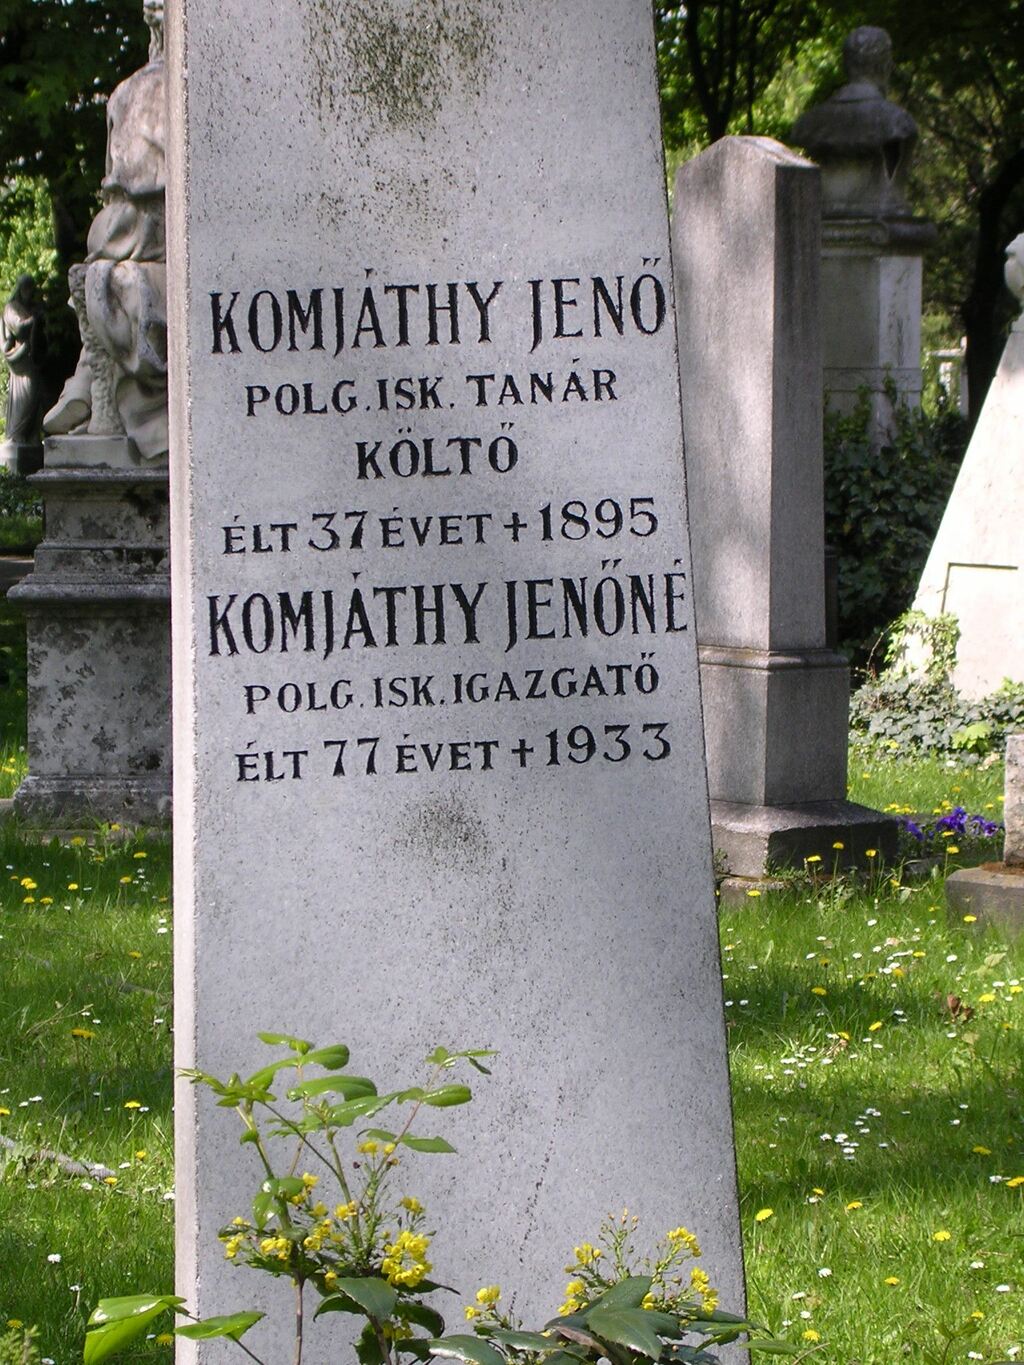 KOMJÁTHY JENŐ
POLG. ISK. TANÁR
KÖLTŐ
ÉLT 37 ÉVET + 1895
KOMJÁTHY JENŐNÉ
POLG. ISK. IGAZGATÓ
ÉLT 77 ÉVET + 1933